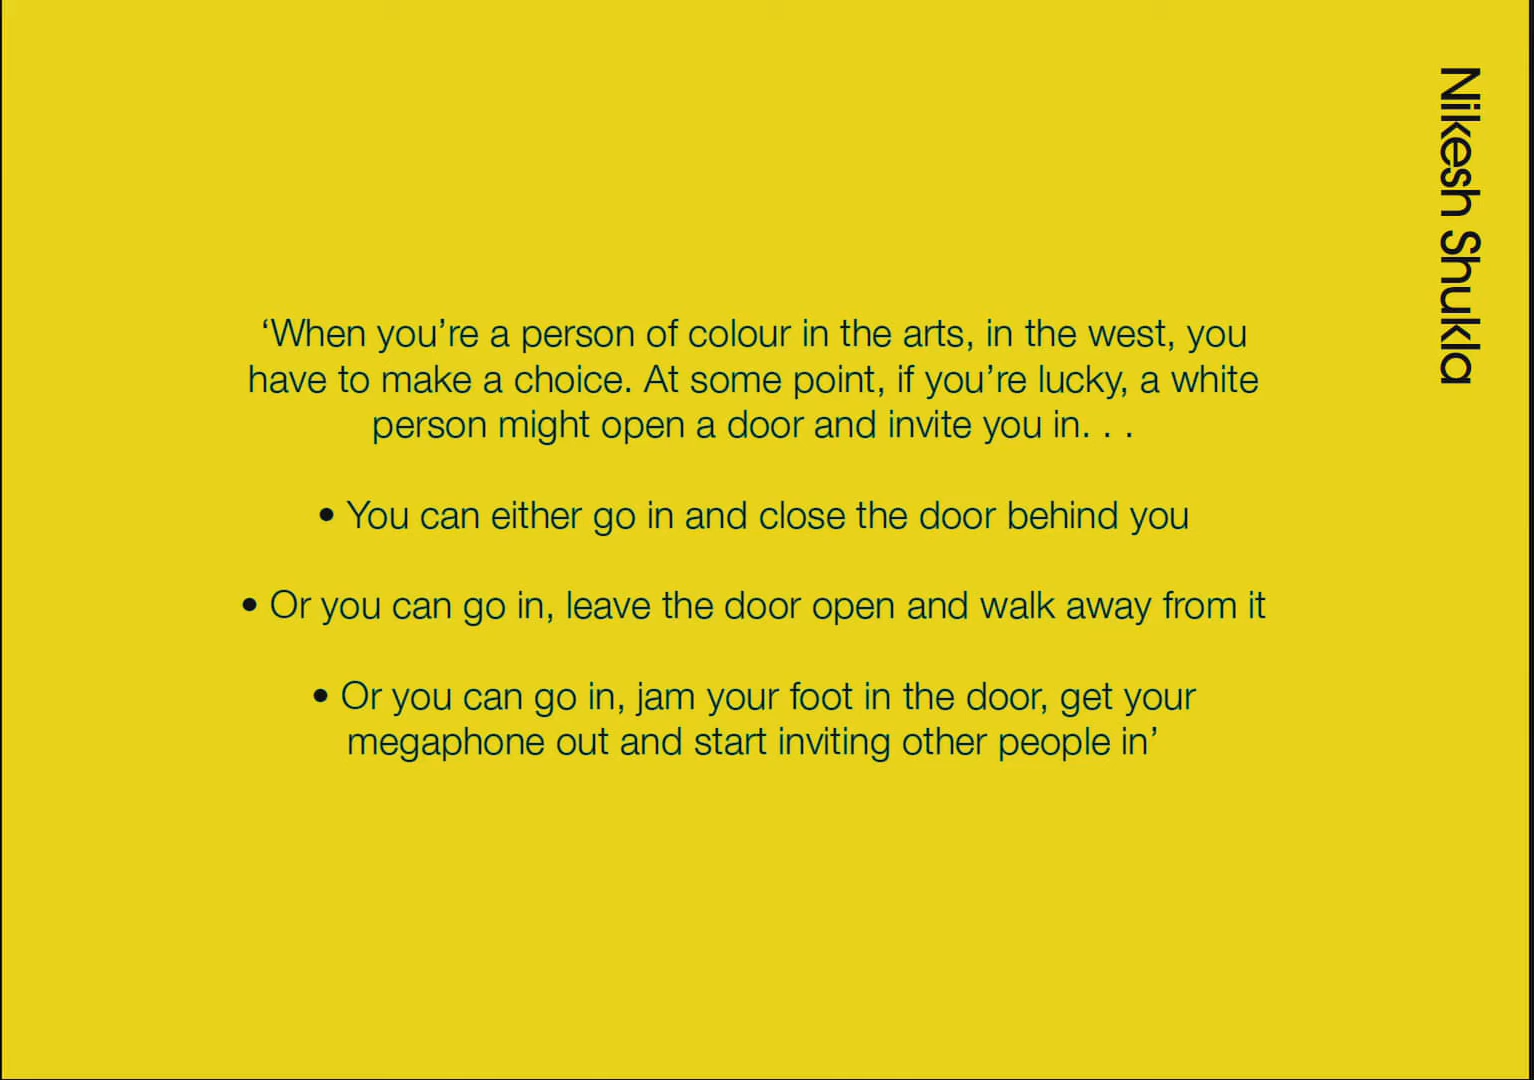 Nikesh Shukla
‘When you’re a person of colour in the arts, in the west, you
have to make a choice. At some point, if you’re lucky, a white
person might open a door and invite you in. . .
• You can either go in and close the door behind you
• Or you can go in, leave the door open and walk away from it
• Or you can go in, jam your foot in the door, get your
megaphone out and start inviting other people in’